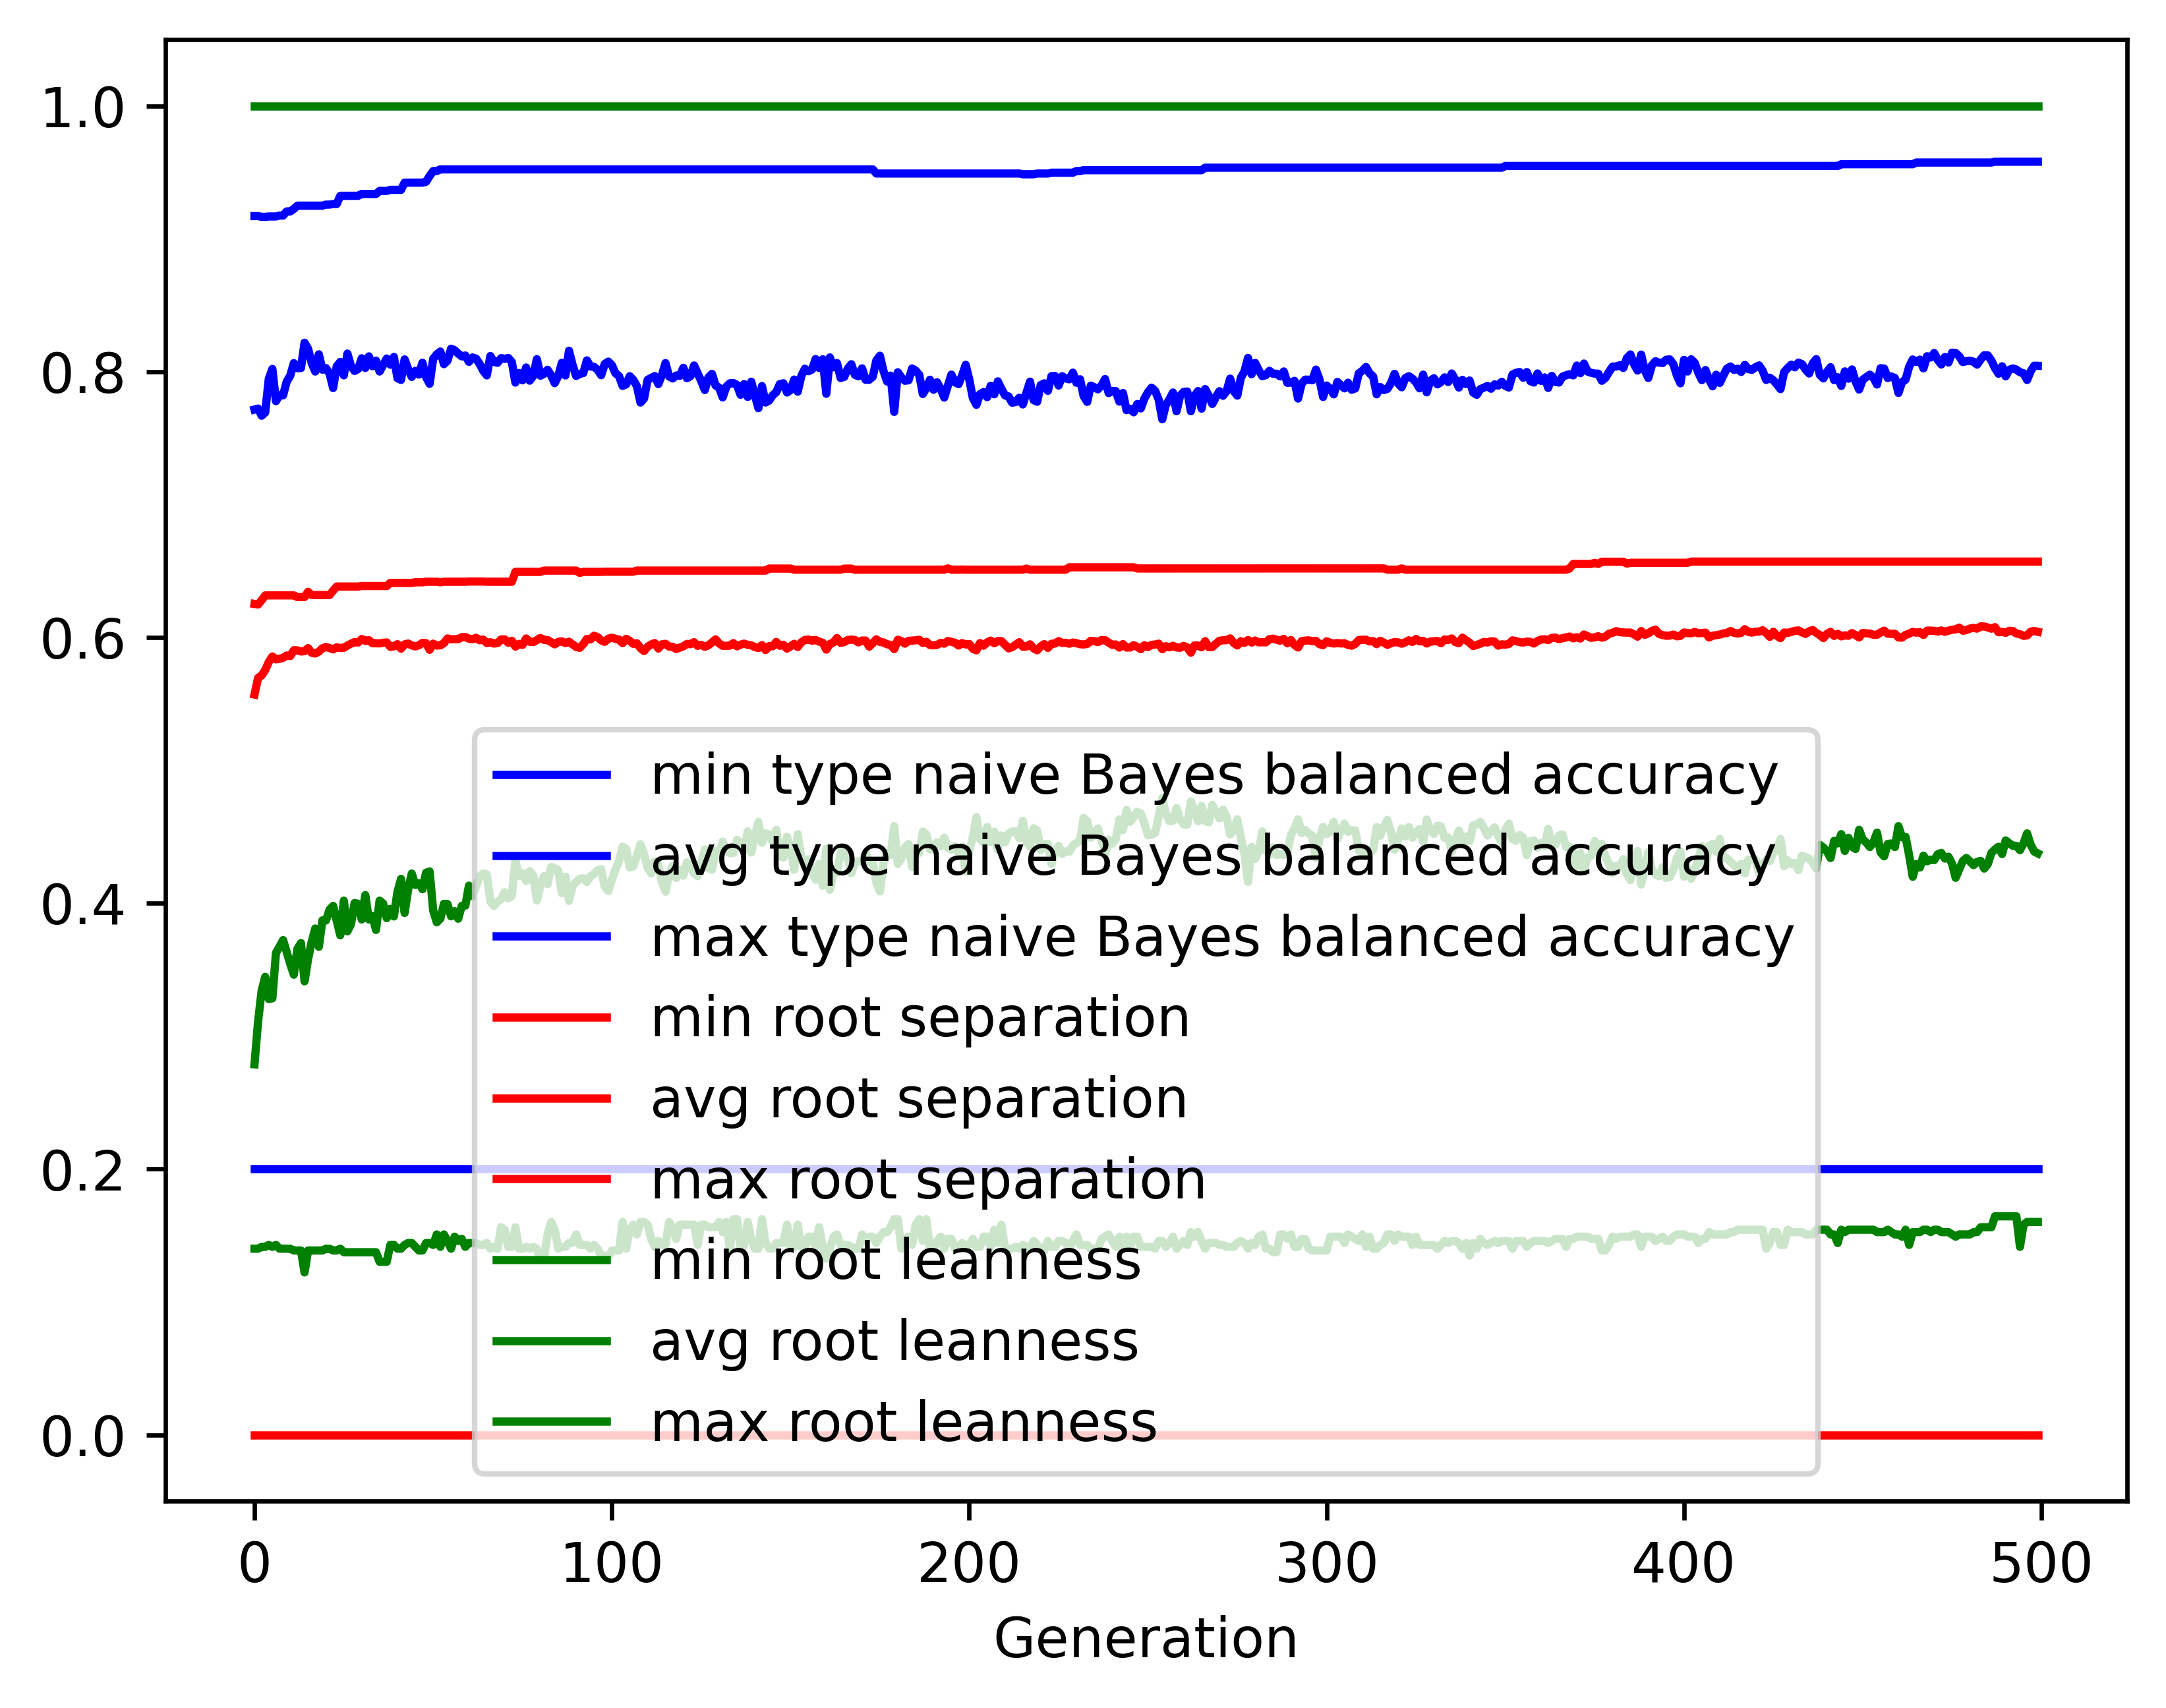 1.0
0.8
0.6
0.4
0.2
0.0
min type naive Bayes balanced accuracy
avg type naive Bayes balanced accuracy
max type naive Bayes balanced accuracy
min root separation
avg root separation
max root separation
min root leanness
avg root leanness
max root leanness
0 100 200 300 400 500
Generation